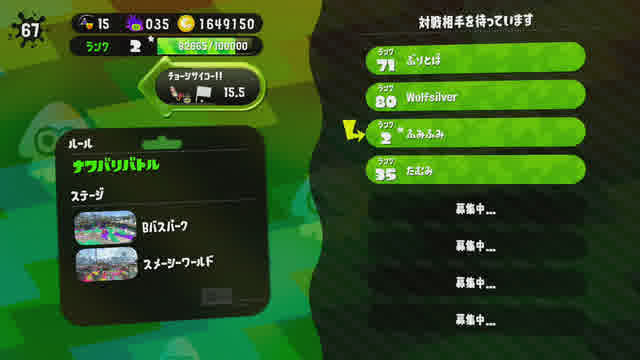 67
15
035
1649150
ランク 2* 82665/100000
チョーシサイコー!!
15.5
ルール
ナワバリバトル
ステージ
Bバスパーク
スメーシーワールド
対戦相手を待っています
ランク
71 ぷりとぱ
ランク
80 Wolfsilver
ランク
2* ふみふみ
ランク
35 たむみ
募集中...
募集中...
募集中...
募集中...